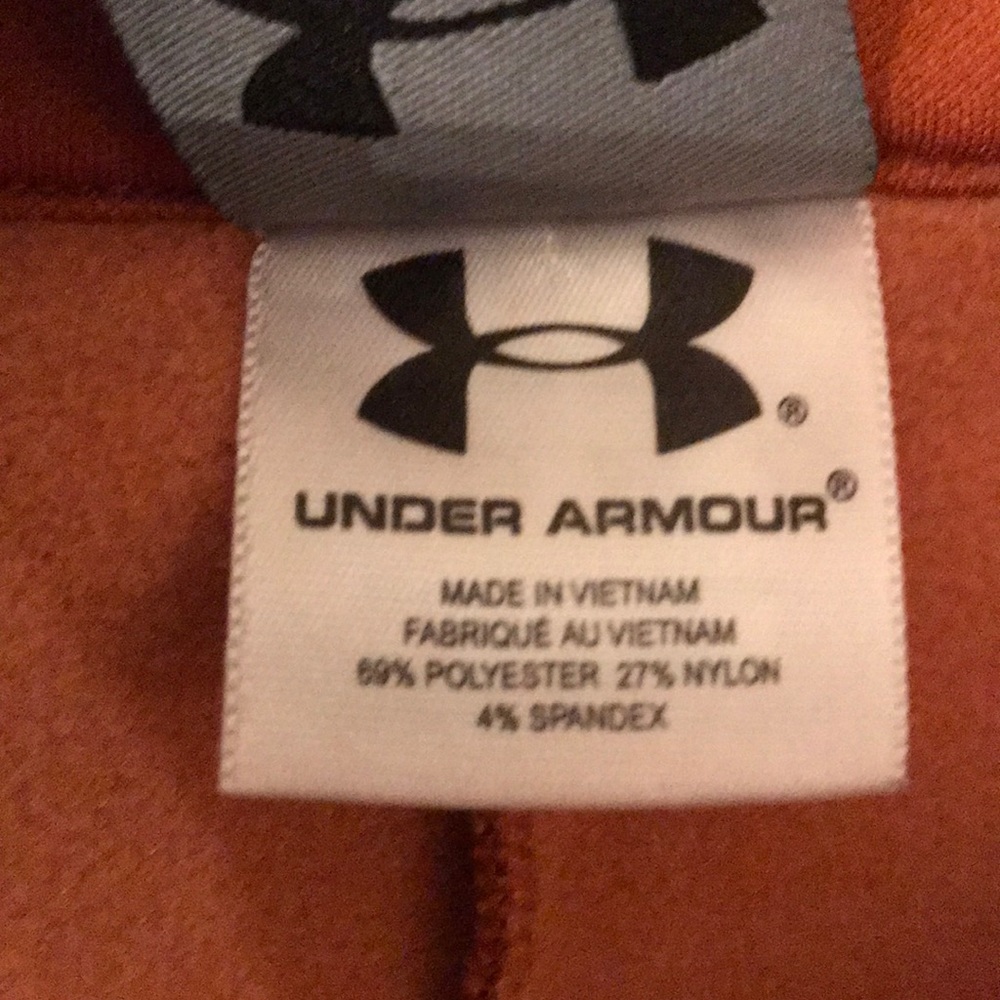 ®
UNDER ARMOUR®
MADE IN VIETNAM
FABRIQUÉ AU VIETNAM
69% POLYESTER 27% NYLON
4% SPANDEX